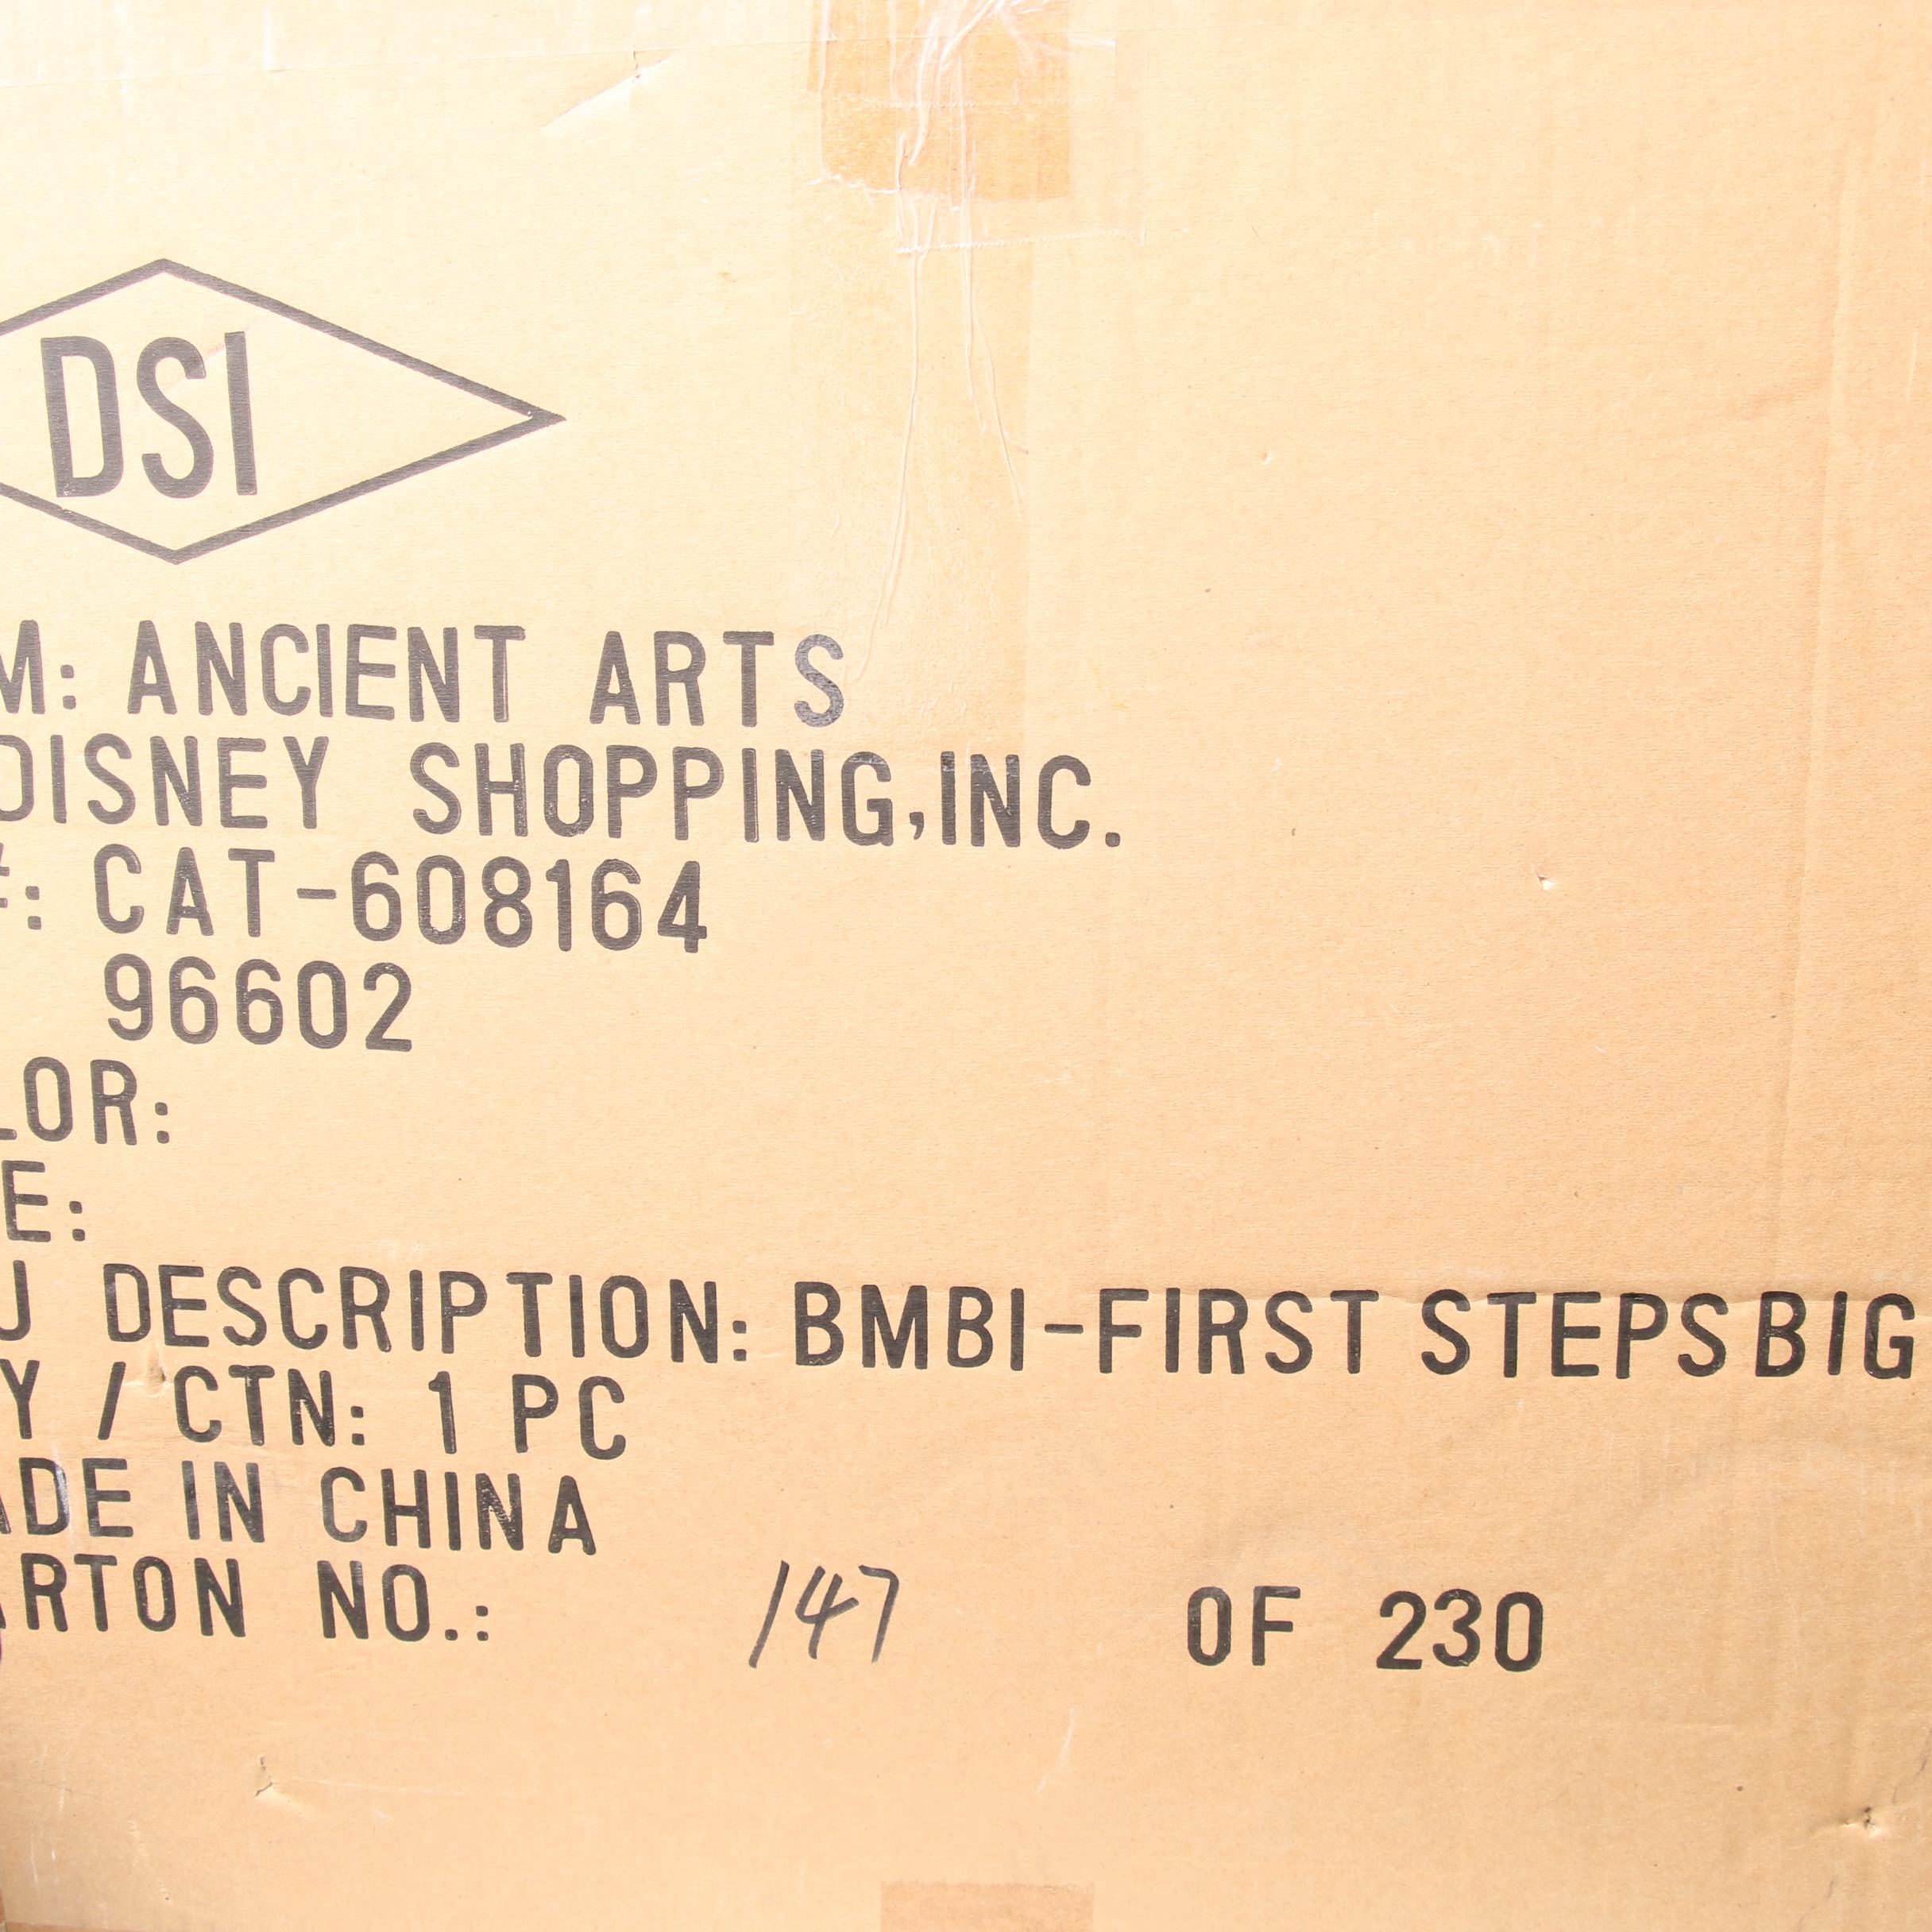 DSI
M: ANCIENT ARTS
DISNEY SHOPPING,INC.
: CAT-608164
96602
LOR:
E:
U DESCRIPTION: BMBI-FIRST STEPS BIG
Y / CTN: 1 PC
ADE IN CHINA
ARTON NO.: 147 OF 230